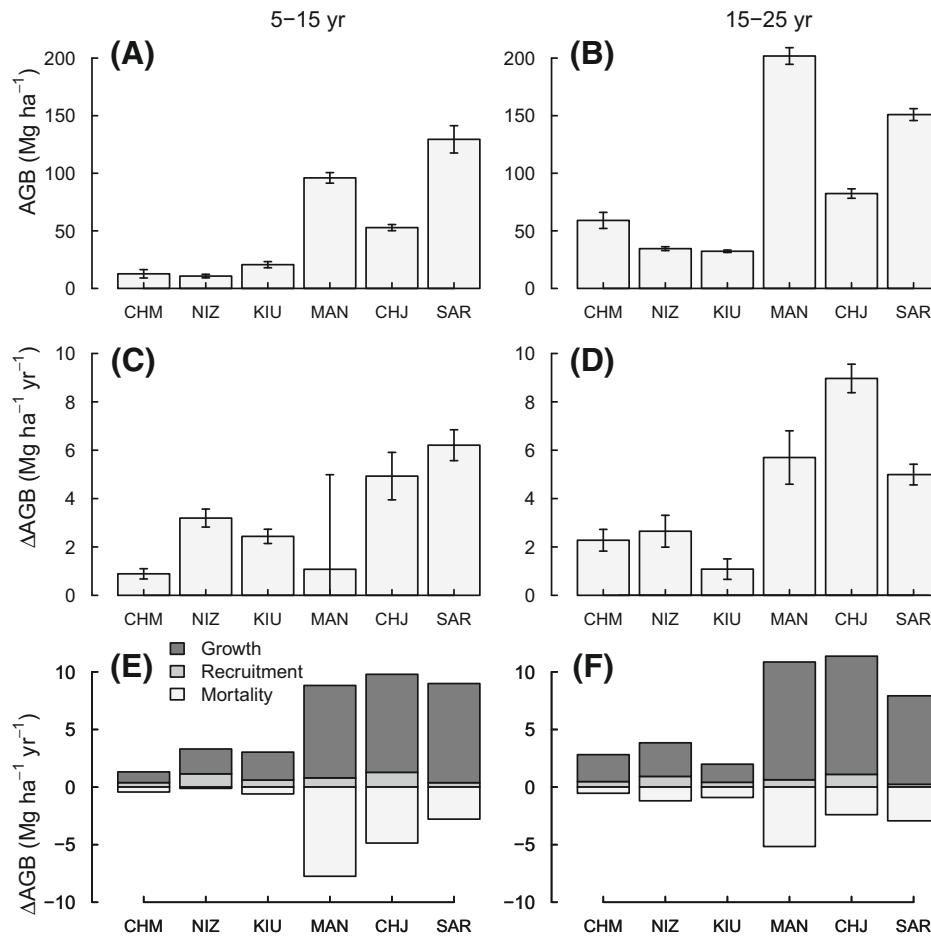 5−15 yr
15−25 yr
(A)
(B)
AGB (Mg ha−1)
200
150
100
50
0
CHM NIZ KIU MAN CHJ SAR
200
150
100
50
0
CHM NIZ KIU MAN CHJ SAR
(C)
(D)
ΔAGB (Mg ha−1 yr−1)
10
8
6
4
2
0
CHM NIZ KIU MAN CHJ SAR
10
8
6
4
2
0
CHM NIZ KIU MAN CHJ SAR
(E)
Growth
Recruitment
Mortality
(F)
ΔAGB (Mg ha−1 yr−1)
10
5
0
−5
−10
CHM NIZ KIU MAN CHJ SAR
10
5
0
−5
−10
CHM NIZ KIU MAN CHJ SAR